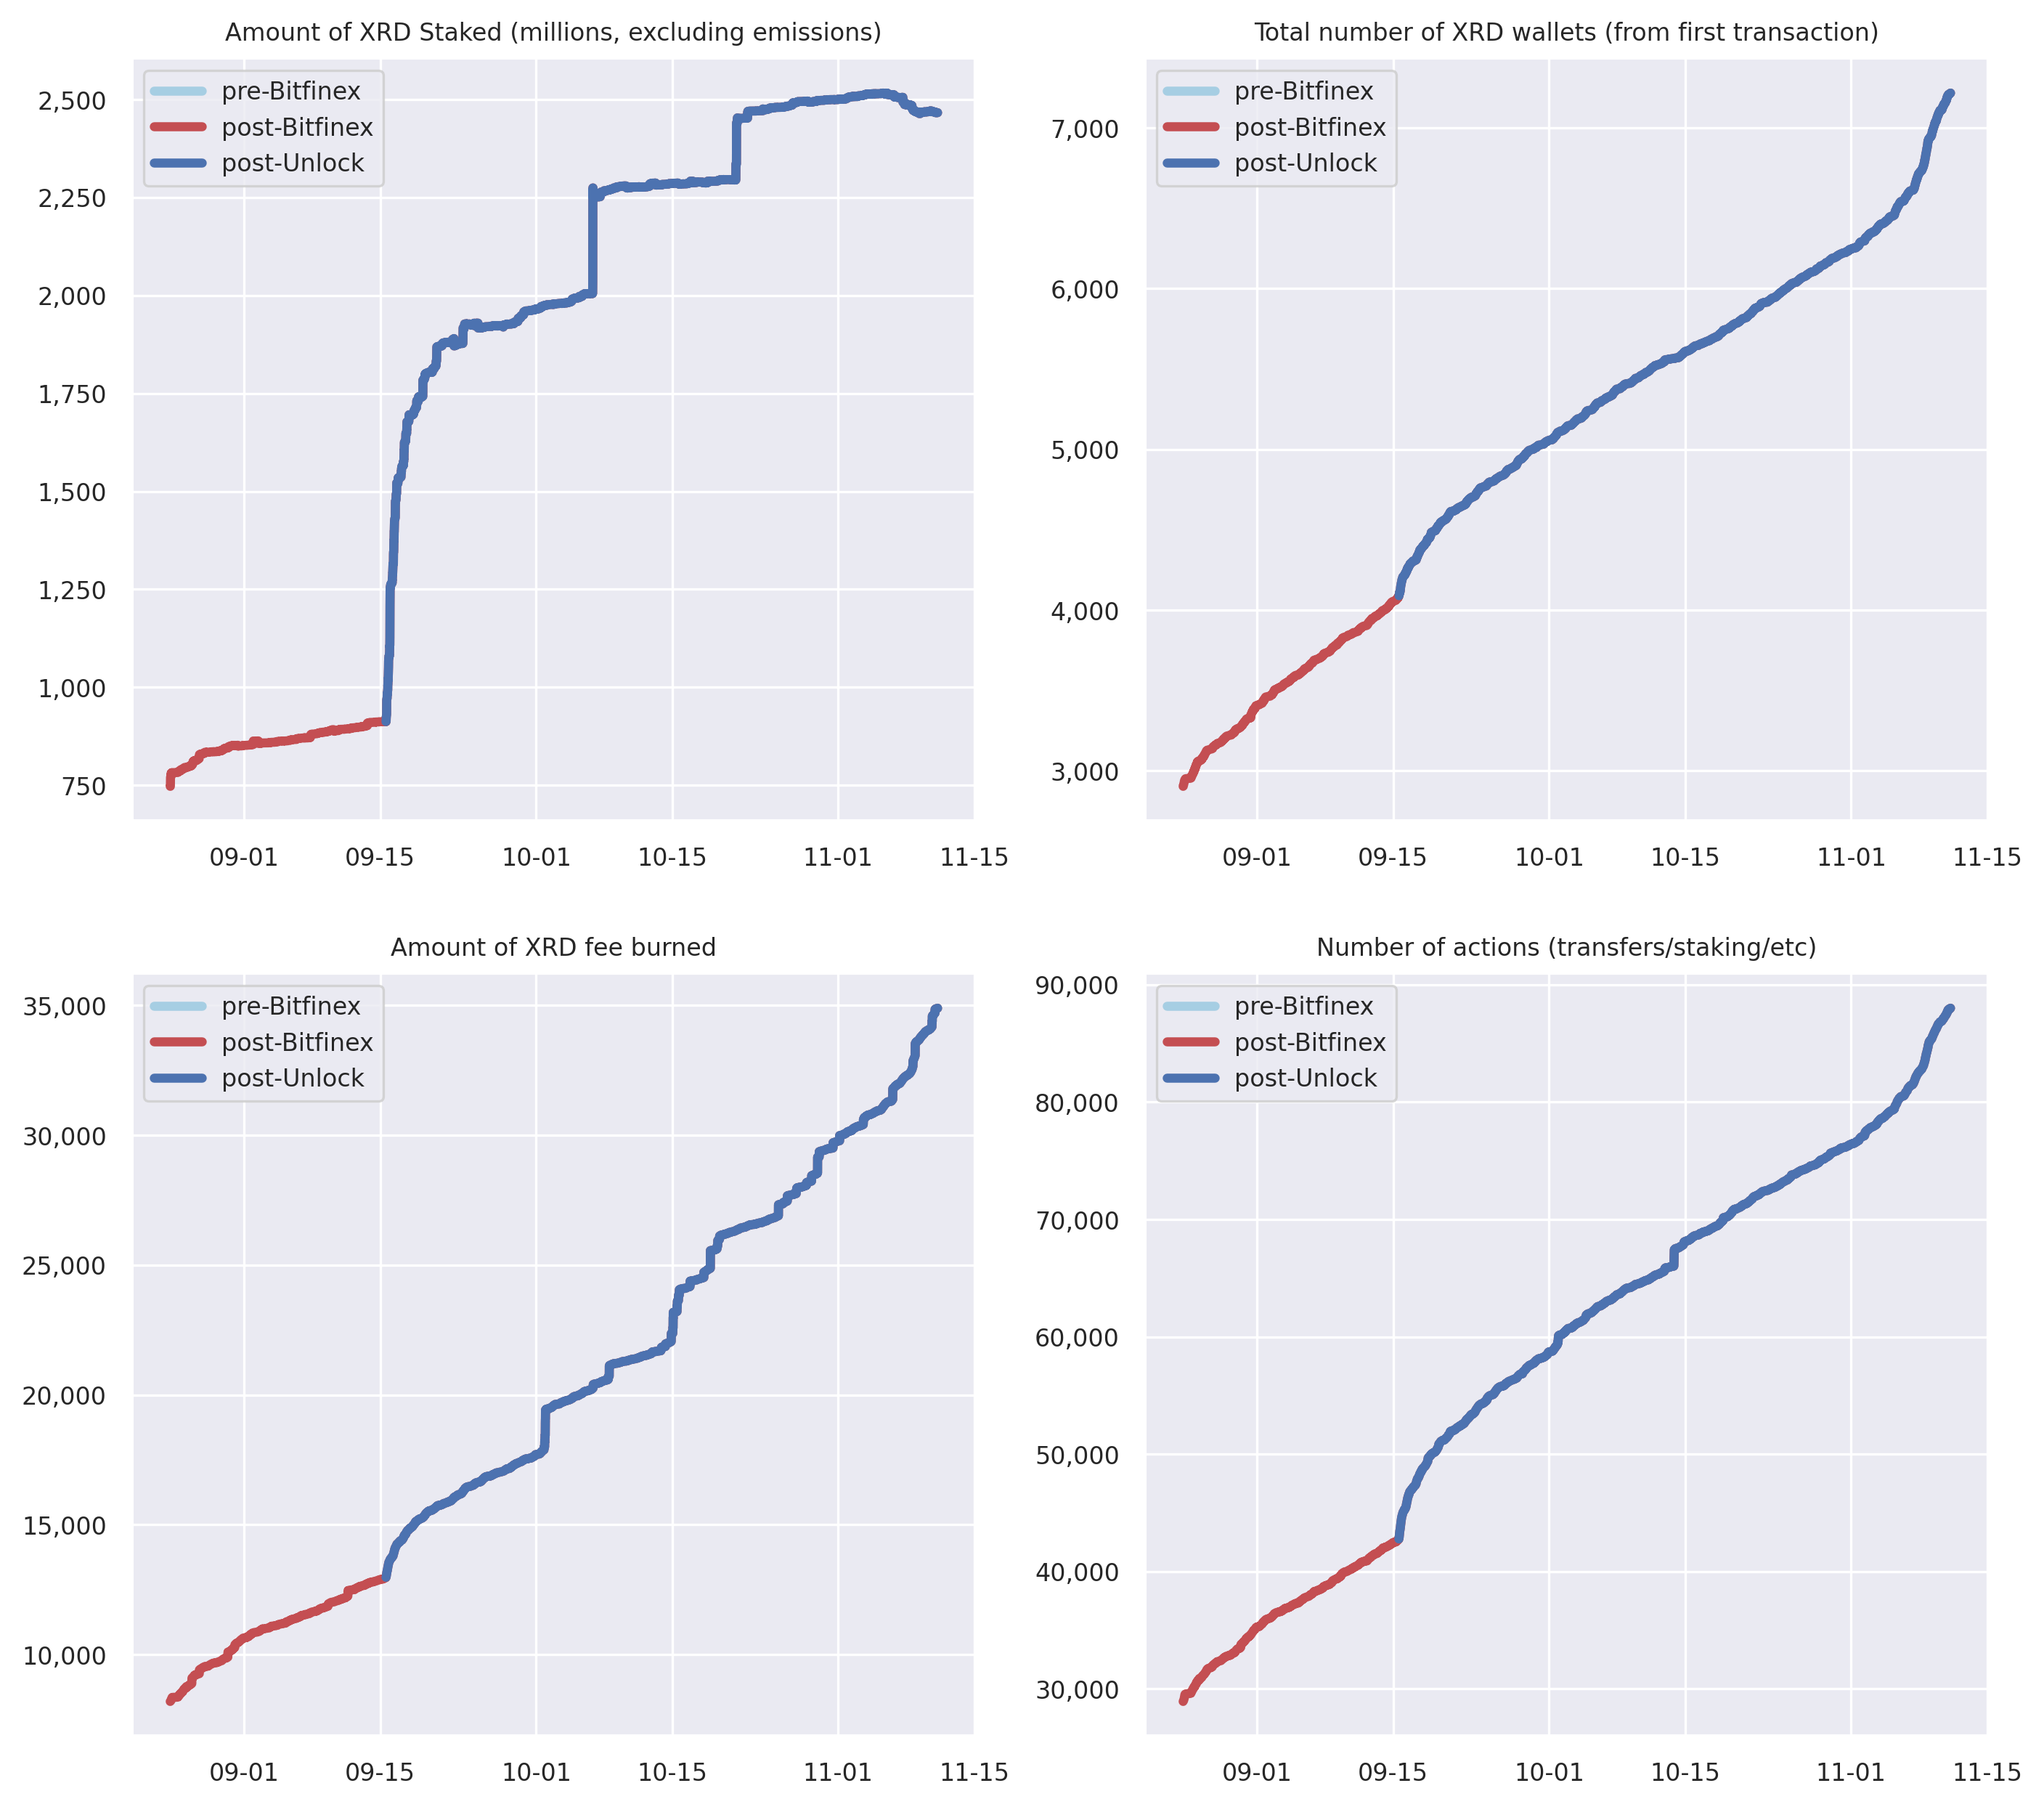 Amount of XRD Staked (millions, excluding emissions)
pre-Bitfinex
post-Bitfinex
post-Unlock
2,500
2,250
2,000
1,750
1,500
1,250
1,000
750
09-01 09-15 10-01 10-15 11-01 11-15
Total number of XRD wallets (from first transaction)
pre-Bitfinex
post-Bitfinex
post-Unlock
7,000
6,000
5,000
4,000
3,000
09-01 09-15 10-01 10-15 11-01 11-15
Amount of XRD fee burned
pre-Bitfinex
post-Bitfinex
post-Unlock
35,000
30,000
25,000
20,000
15,000
10,000
09-01 09-15 10-01 10-15 11-01 11-15
Number of actions (transfers/staking/etc)
pre-Bitfinex
post-Bitfinex
post-Unlock
90,000
80,000
70,000
60,000
50,000
40,000
30,000
09-01 09-15 10-01 10-15 11-01 11-15